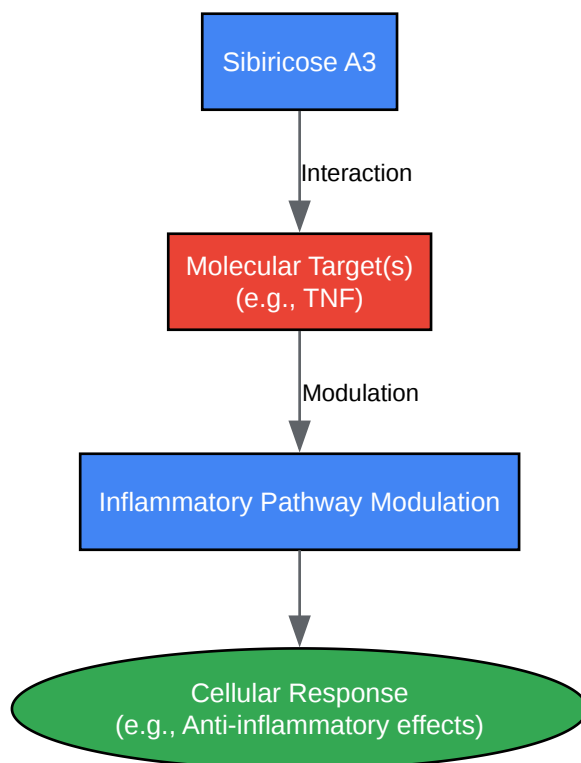 Sibiricose A3
Interaction
Molecular Target(s)
(e.g., TNF)
Modulation
Inflammatory Pathway Modulation
Cellular Response
(e.g., Anti-inflammatory effects)